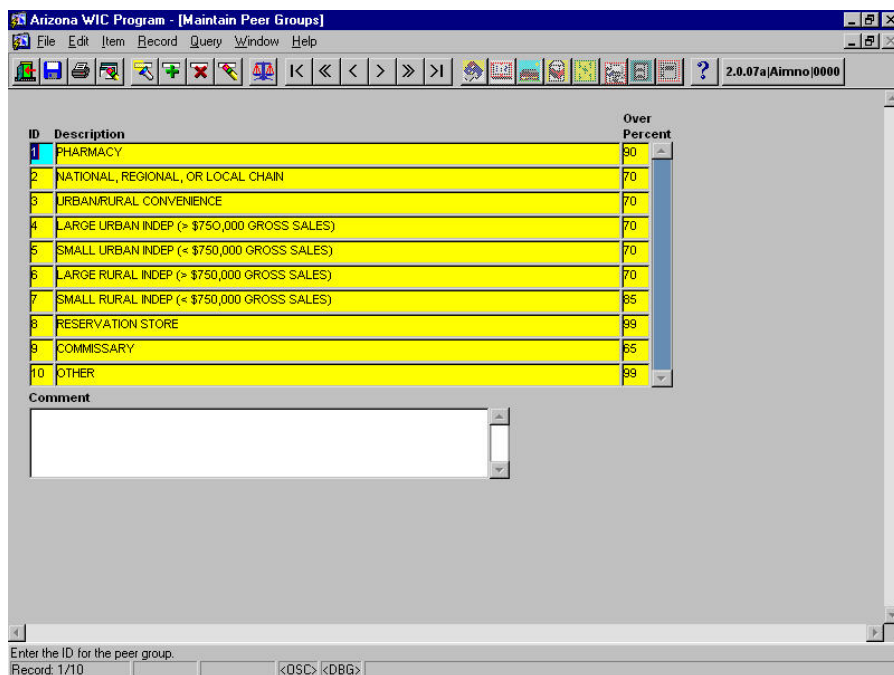 Arizona WIC Program - [Maintain Peer Groups]
File Edit Item Record Query Window Help
2.0.07a|Aimno|0000
Over
ID Description Percent
1 PHARMACY 90
2 NATIONAL, REGIONAL, OR LOCAL CHAIN 70
3 URBAN/RURAL CONVENIENCE 70
4 LARGE URBAN INDEP (> $75O,000 GROSS SALES) 70
5 SMALL URBAN INDEP (< $750,000 GROSS SALES) 70
6 LARGE RURAL INDEP (> $750,000 GROSS SALES) 70
7 SMALL RURAL INDEP (< $750,000 GROSS SALES) 85
8 RESERVATION STORE 99
9 COMMISSARY 65
10 OTHER 99
Comment
Enter the ID for the peer group.
Record: 1/10 <OSC> <DBG>